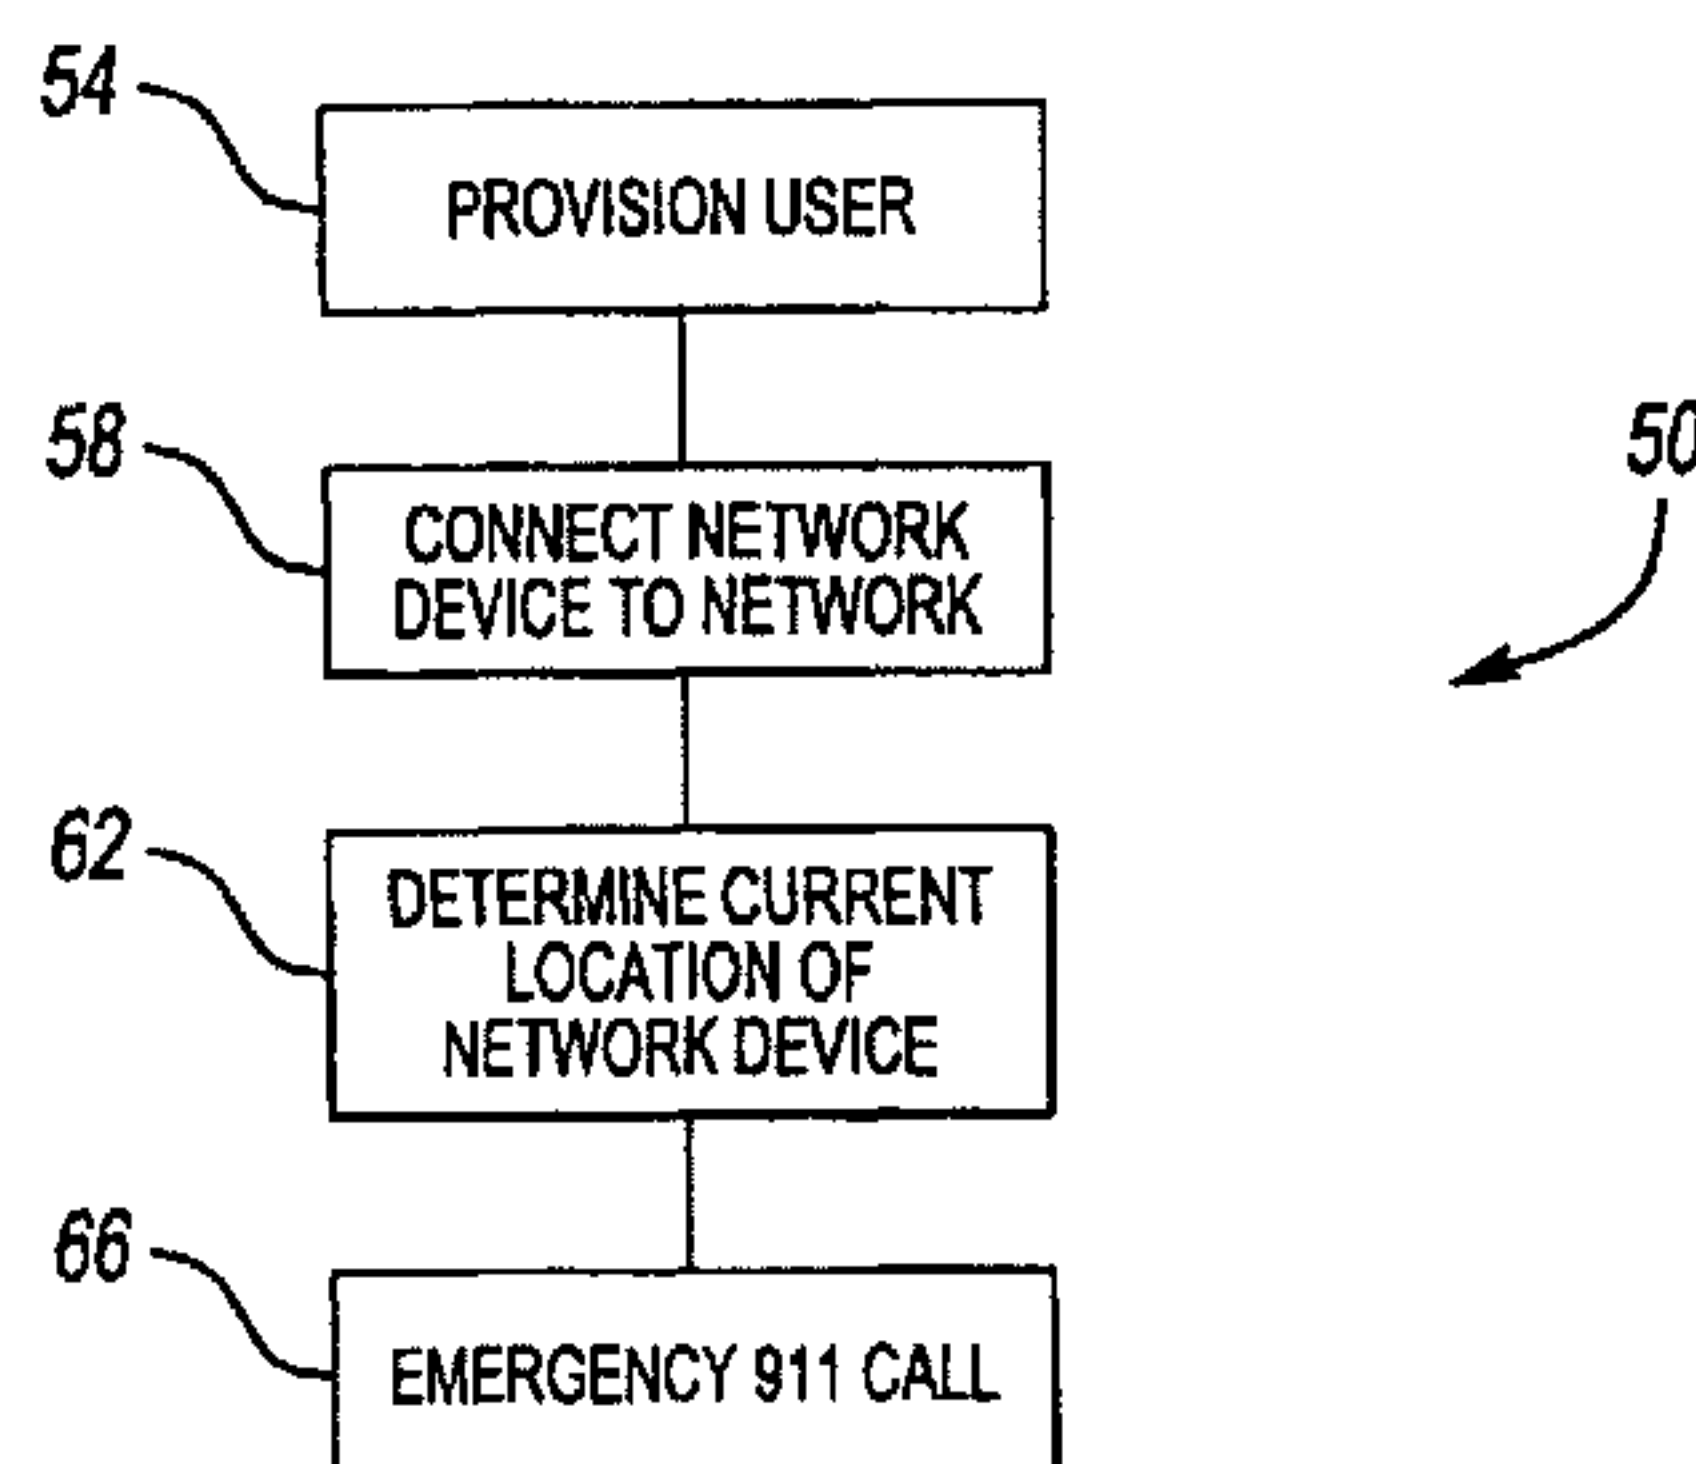 54
PROVISION USER
58
CONNECT NETWORK
DEVICE TO NETWORK
50
62
DETERMINE CURRENT
LOCATION OF
NETWORK DEVICE
66
EMERGENCY 911 CALL